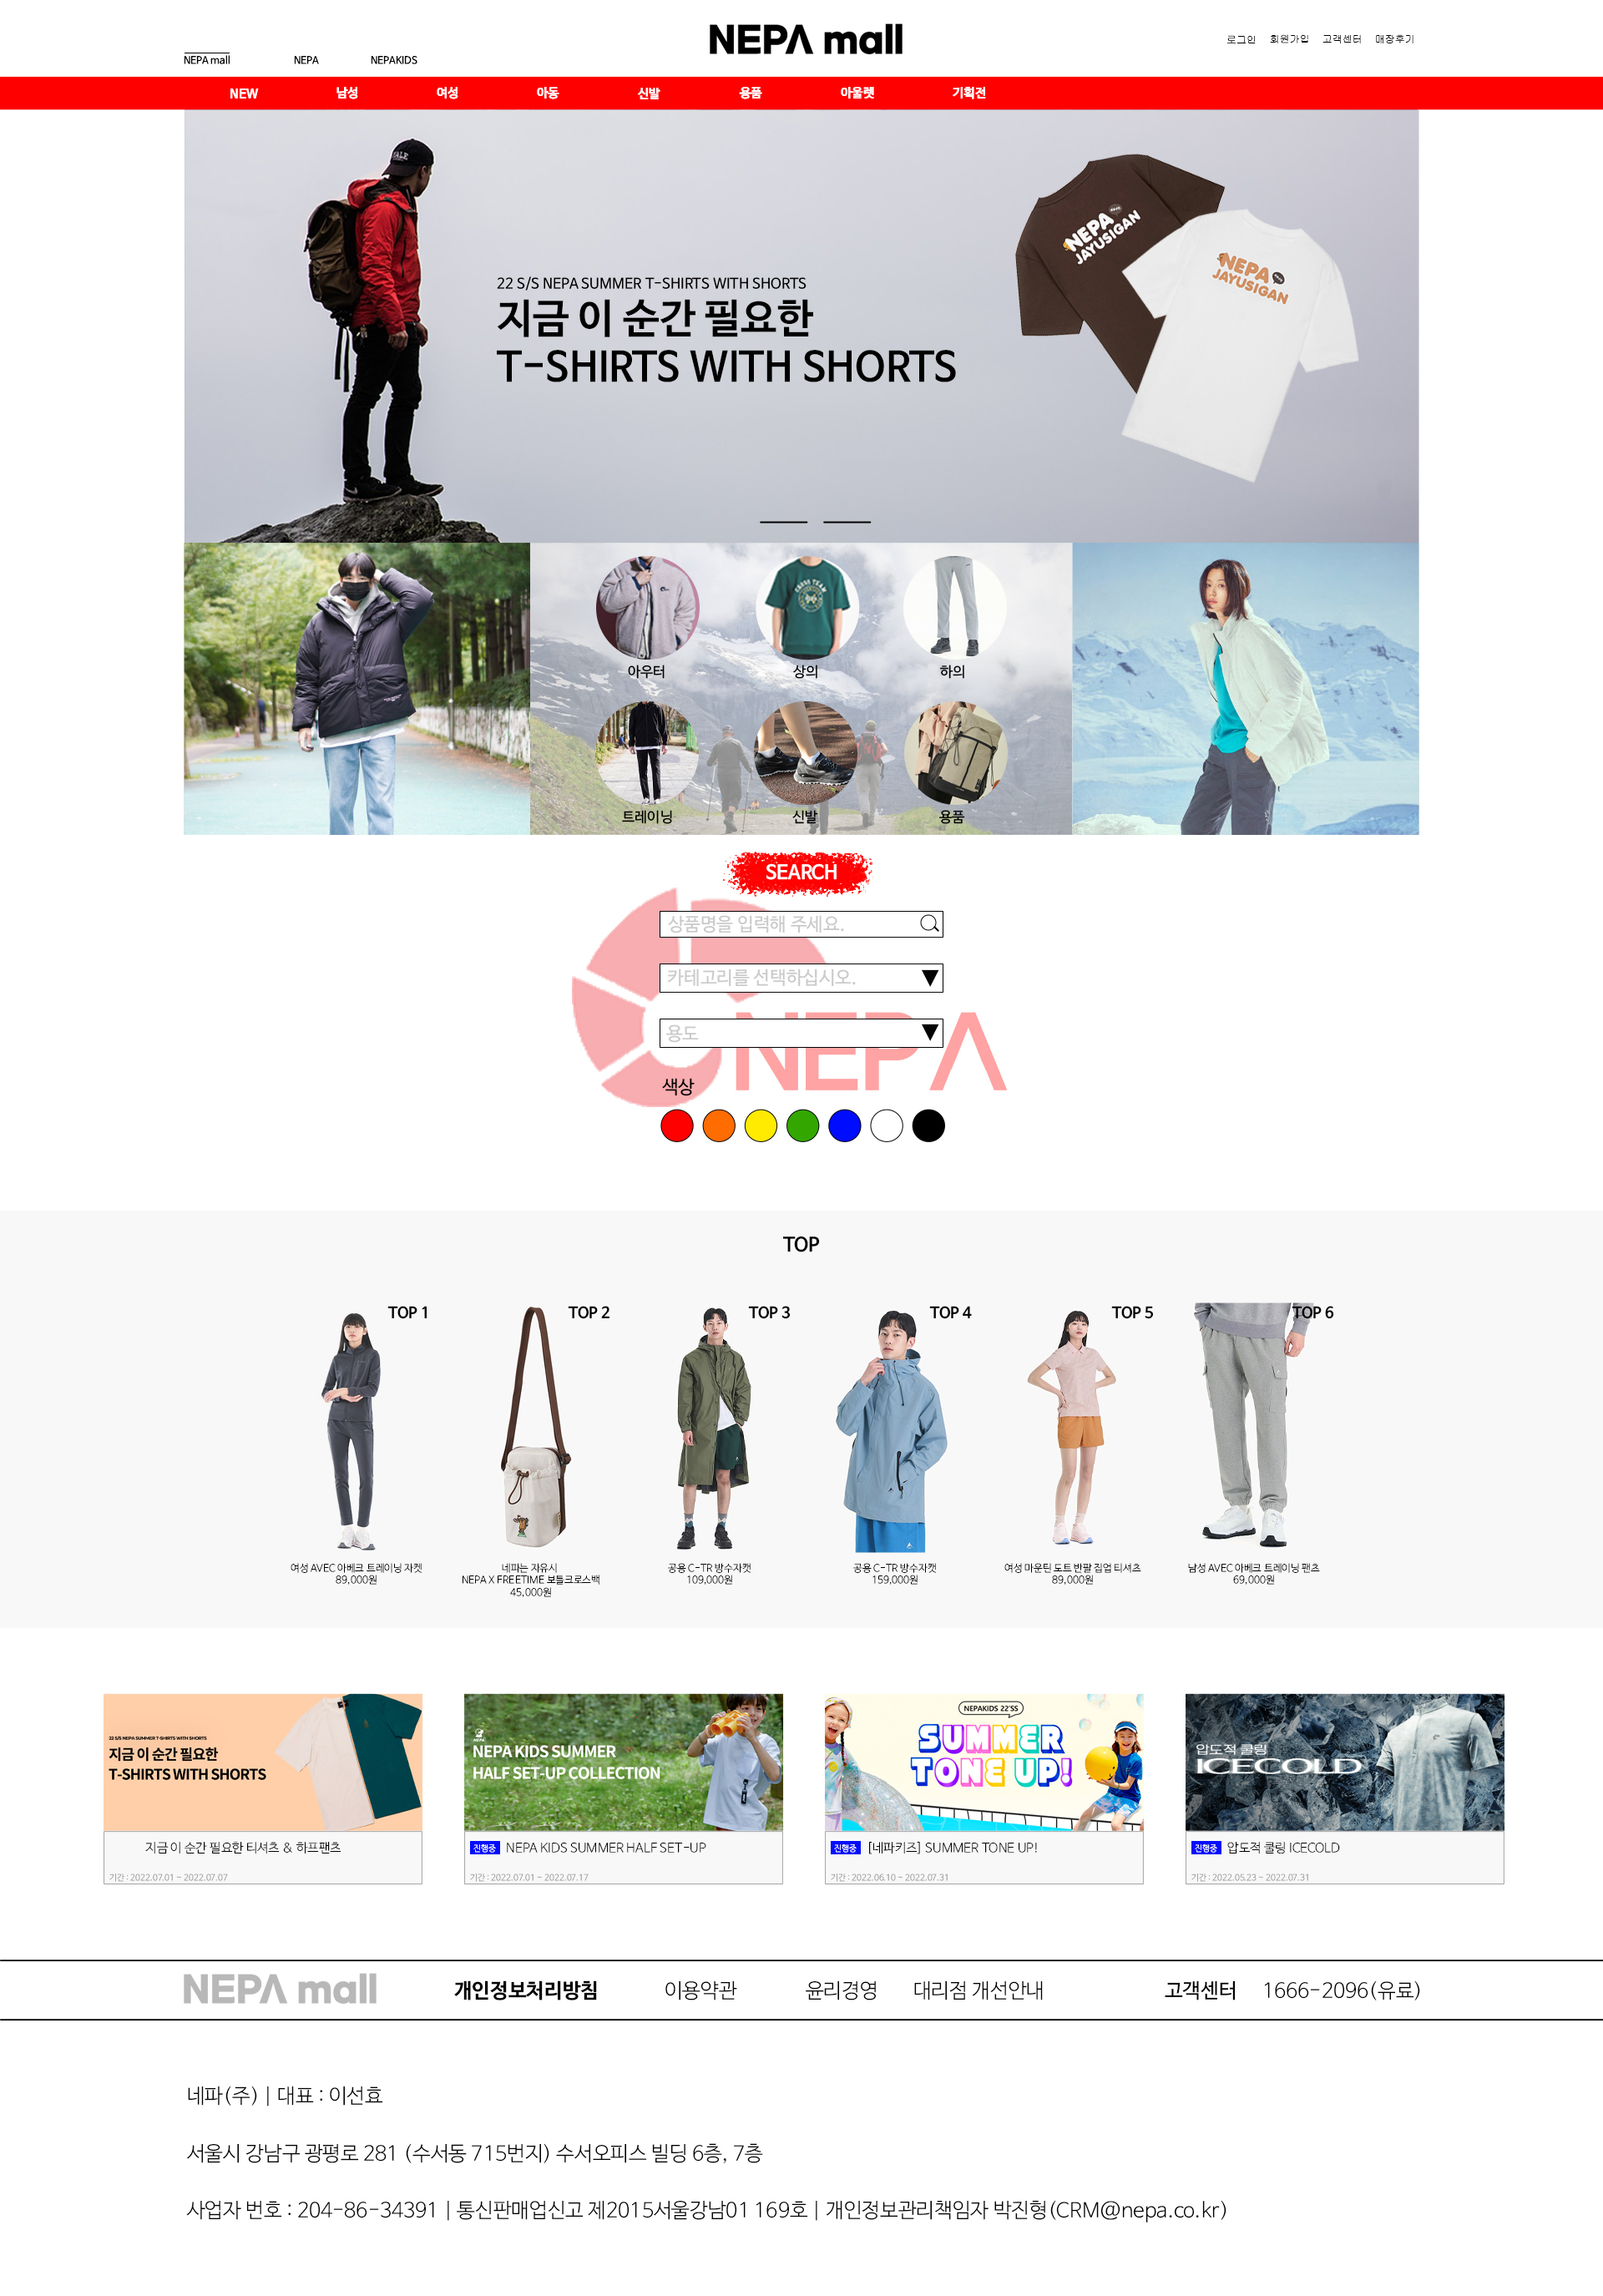 NEPA mall
로그인 회원가입 고객센터 매장후기
NEPA mall NEPA NEPAKIDS
NEW 남성 여성 아동 신발 용품 아울렛 기획전
YALE
NEPA
JAYUSIGAN
NEPA
JAYUSIGAN
22 S/S NEPA SUMMER T-SHIRTS WITH SHORTS
지금 이 순간 필요한
T-SHIRTS WITH SHORTS
아우터 상의 하의
트레이닝 신발 용품
SEARCH
상품명을 입력해 주세요.
카테고리를 선택하십시오.
용도
NEPA
색상
TOP
TOP 1 TOP 2 TOP 3 TOP 4 TOP 5 TOP 6
여성 AVEC 아베크 트레이닝 자켓
89,000원
네파는 자유시
NEPA X FREETIME 보틀크로스백
45,000원
공용 C-TR 방수자캣
109,000원
공용 C-TR 방수자캣
159,000원
여성 마운틴 도트 반팔 집업 티셔츠
89,000원
남성 AVEC 아베크 트레이닝 팬츠
69,000원
22 S/S NEPA SUMMER T-SHIRTS WITH SHORTS
지금 이 순간 필요한
T-SHIRTS WITH SHORTS
지금 이 순간 필요한 티셔츠 & 하프팬츠
기간 : 2022.07.01 ~ 2022.07.07
NEPA KIDS SUMMER
HALF SET-UP COLLECTION
진행중 NEPA KIDS SUMMER HALF SET-UP
기간 : 2022.07.01 ~ 2022.07.17
NEPAKIDS 22'SS
SUMMER
TONE UP!
진행중 [네파키즈] SUMMER TONE UP!
기간 : 2022.06.10 ~ 2022.07.31
압도적 쿨링
ICECOLD
진행중 압도적 쿨링 ICECOLD
기간 : 2022.05.23 ~ 2022.07.31
NEPA mall 개인정보처리방침 이용약관 윤리경영 대리점 개선안내 고객센터 1666-2096(유료)
네파(주) | 대표 : 이선효
서울시 강남구 광평로 281 (수서동 715번지) 수서오피스 빌딩 6층, 7층
사업자 번호 : 204-86-34391 | 통신판매업신고 제2015서울강남01 169호 | 개인정보관리책임자 박진형(CRM@nepa.co.kr)